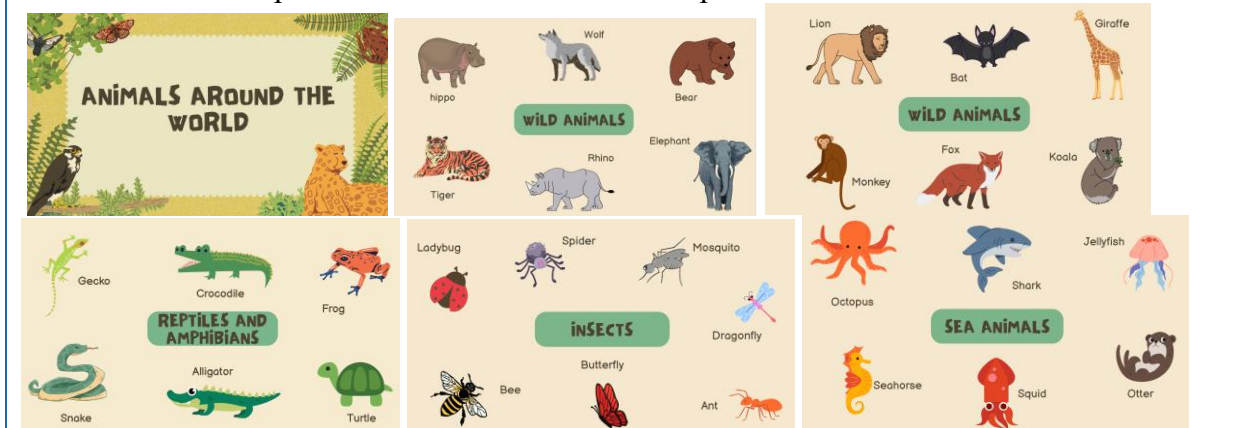 ANIMALS AROUND THE
WORLD
hippo
Wolf
Bear
WILD ANIMALS
Tiger
Rhino
Elephant
Lion
Bat
Giraffe
WILD ANIMALS
Monkey
Fox
Koala
Gecko
Crocodile
Frog
REPTILES AND
AMPHIBIANS
Snake
Alligator
Turtle
Ladybug
Spider
Mosquito
INSECTS
Dragonfly
Bee
Butterfly
Ant
Octopus
Shark
Jellyfish
SEA ANIMALS
Seahorse
Squid
Otter